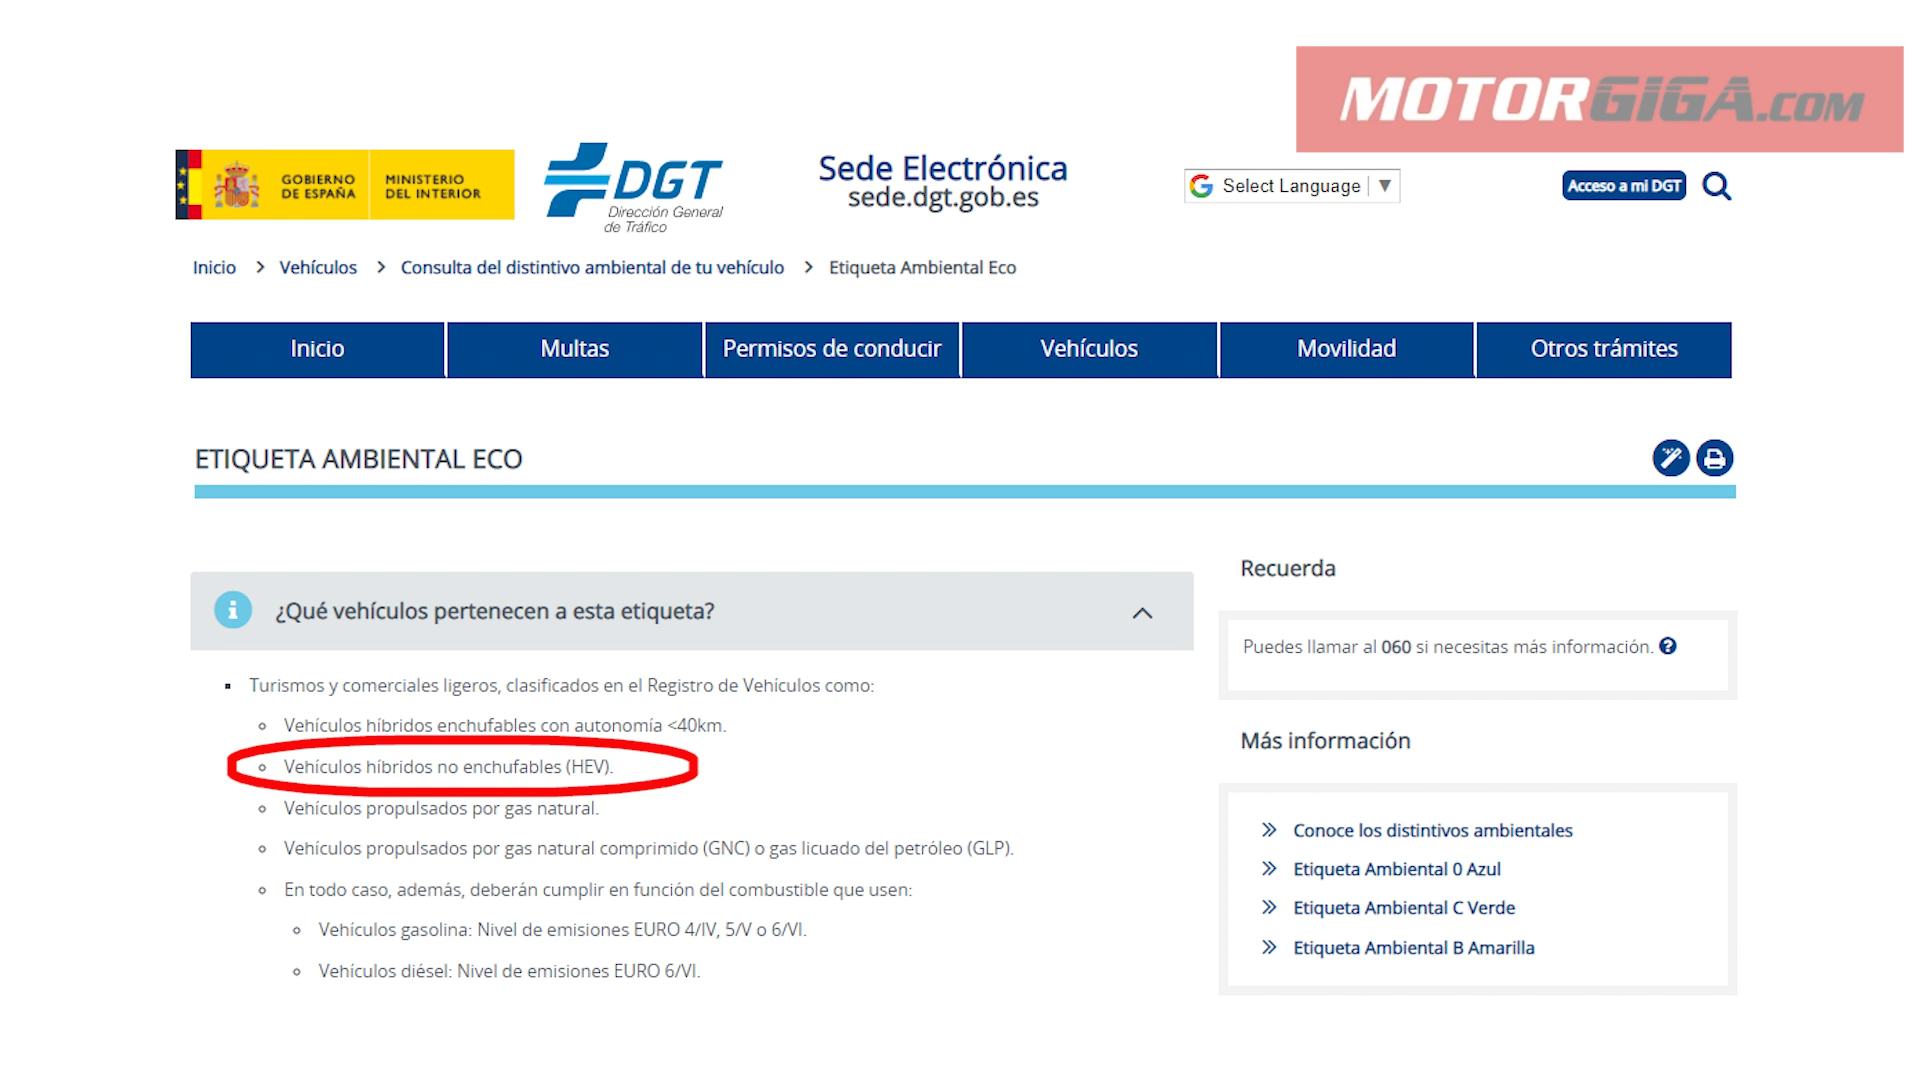 MOTORGIGA.COM
GOBIERNO
DE ESPAÑA
MINISTERIO
DEL INTERIOR
DGT
Dirección General
de Tráfico
Sede Electrónica
sede.dgt.gob.es
Select Language ▼
Acceso a mi DGT
Inicio > Vehículos > Consulta del distintivo ambiental de tu vehículo > Etiqueta Ambiental Eco
Inicio Multas Permisos de conducir Vehículos Movilidad Otros trámites
ETIQUETA AMBIENTAL ECO
¿Qué vehículos pertenecen a esta etiqueta?
Turismos y comerciales ligeros, clasificados en el Registro de Vehículos como:
Vehículos híbridos enchufables con autonomía <40km.
Vehículos híbridos no enchufables (HEV).
Vehículos propulsados por gas natural.
Vehículos propulsados por gas natural comprimido (GNC) o gas licuado del petróleo (GLP).
En todo caso, además, deberán cumplir en función del combustible que usen:
Vehículos gasolina: Nivel de emisiones EURO 4/IV, 5/V o 6/VI.
Vehículos diésel: Nivel de emisiones EURO 6/VI.
Recuerda
Puedes llamar al 060 si necesitas más información.
Más información
Conoce los distintivos ambientales
Etiqueta Ambiental 0 Azul
Etiqueta Ambiental C Verde
Etiqueta Ambiental B Amarilla